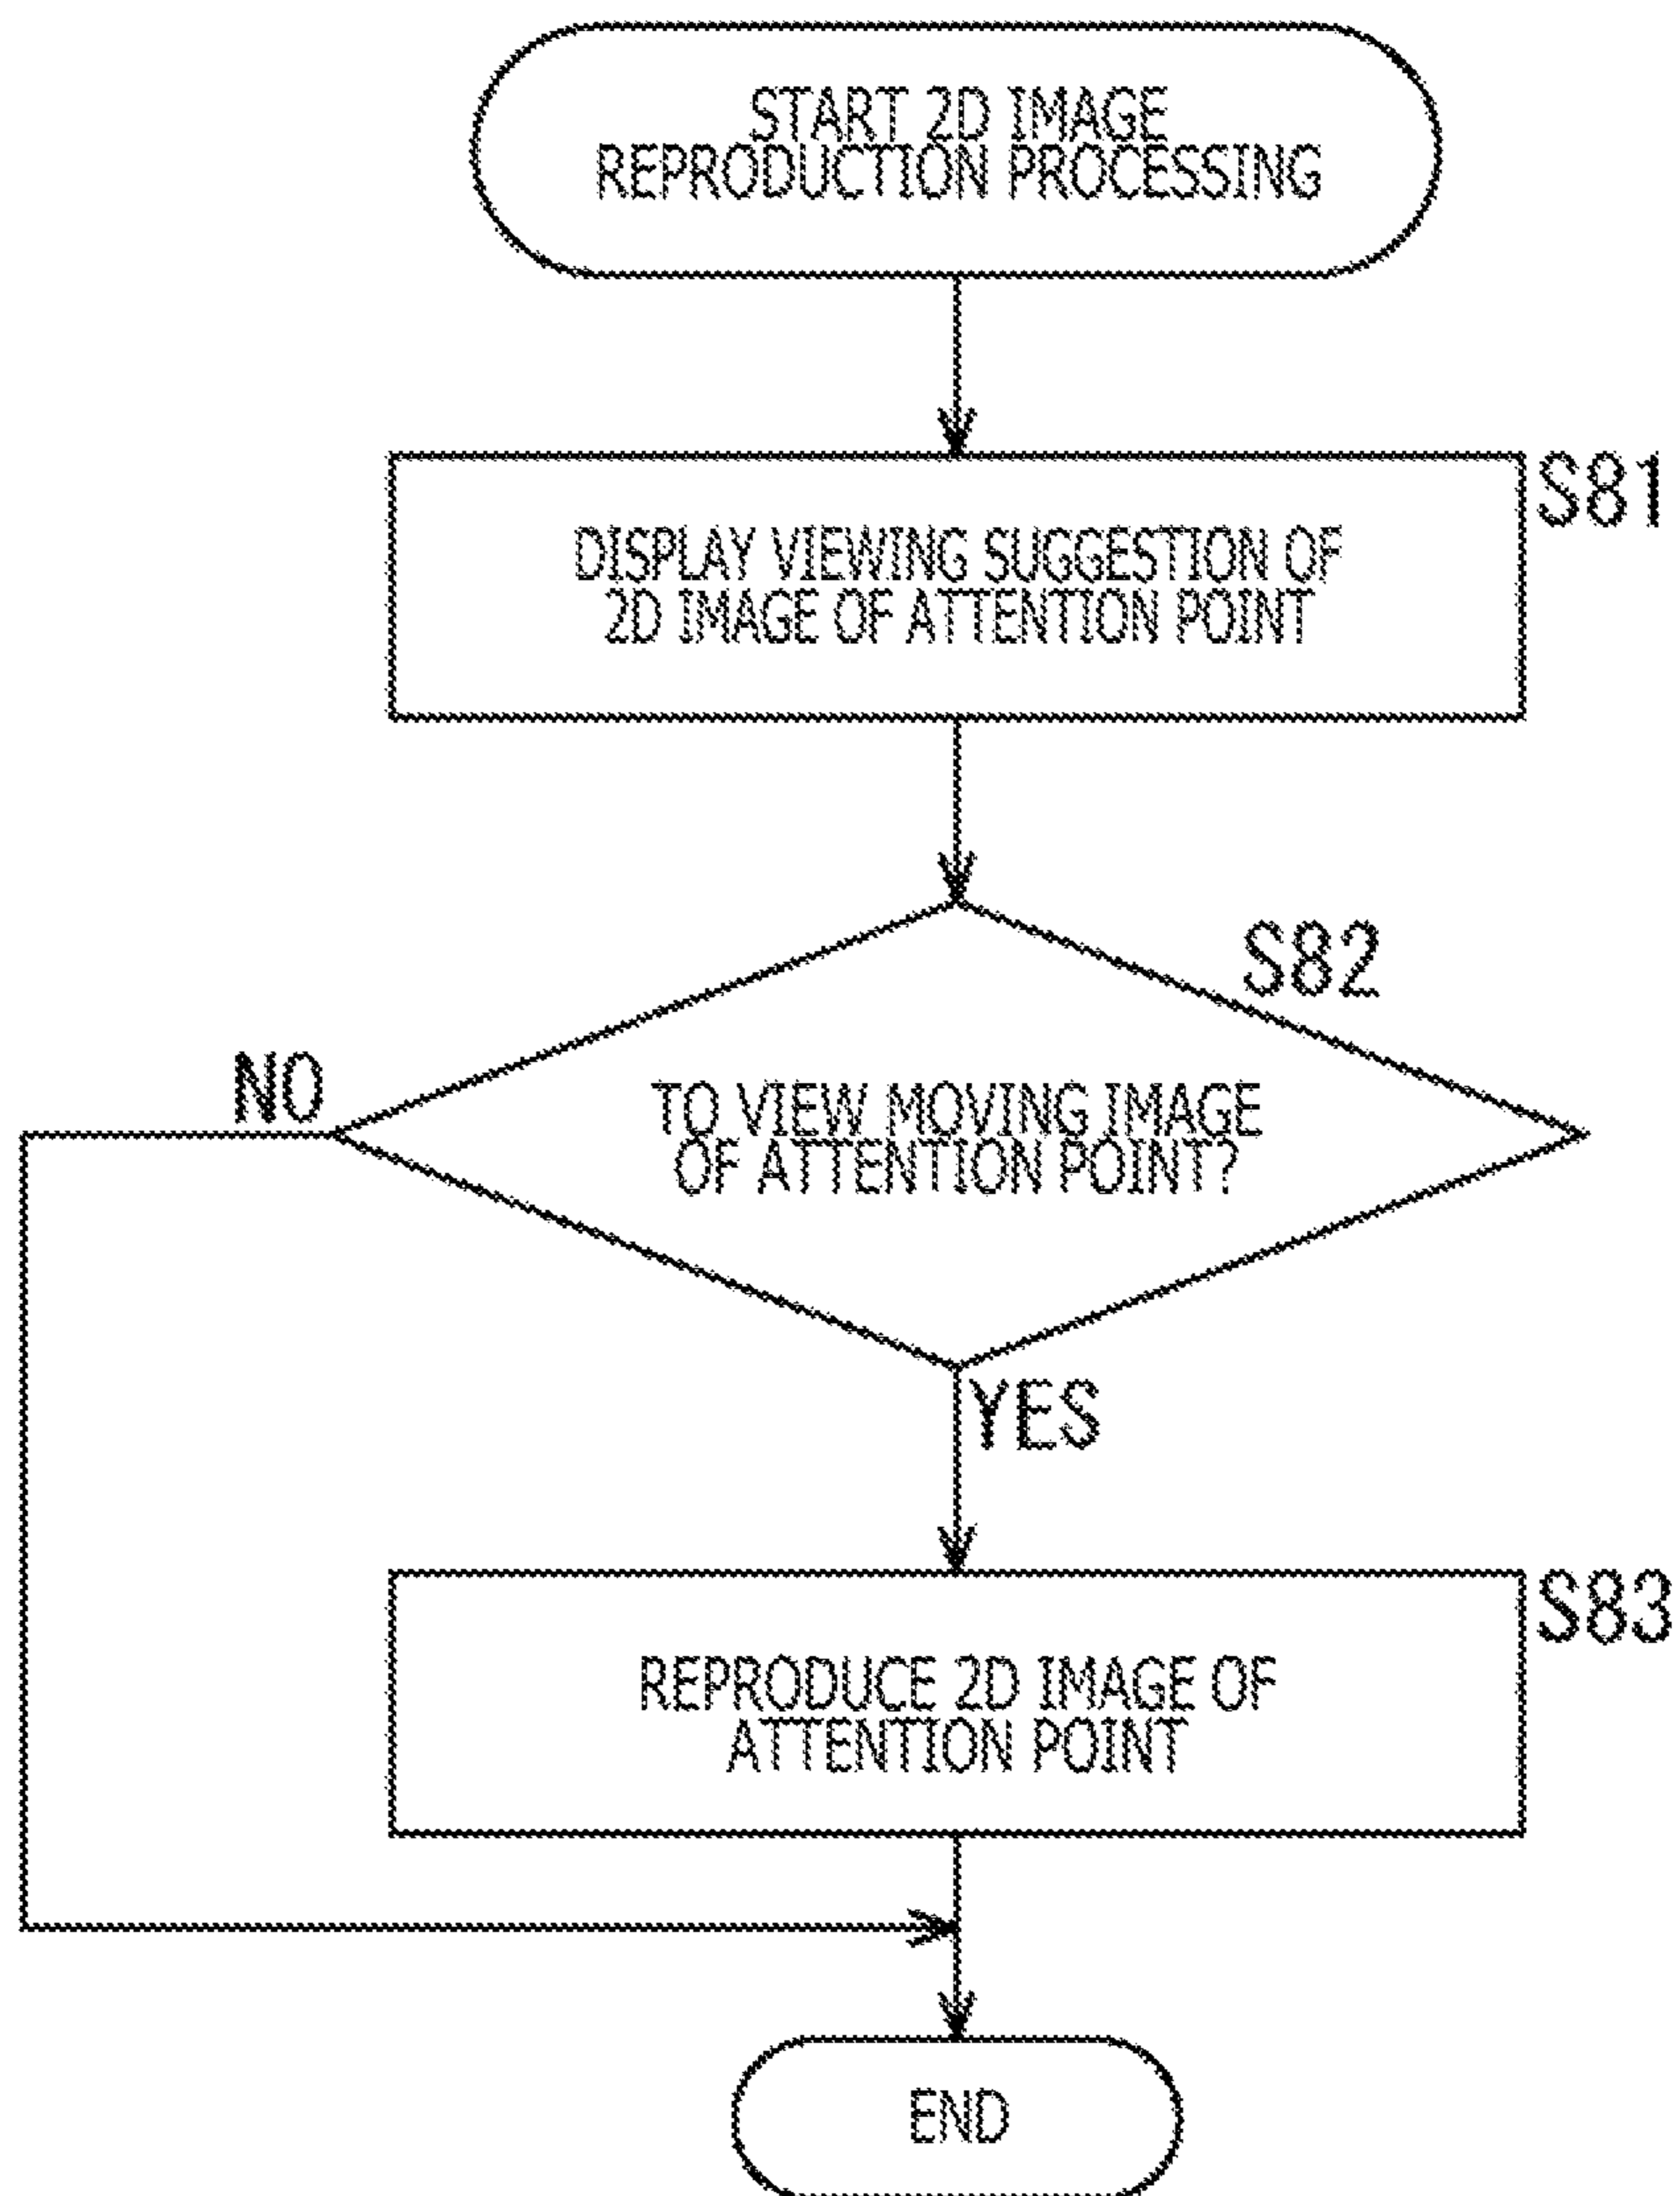 START 2D IMAGE
REPRODUCTION PROCESSING
S81
DISPLAY VIEWING SUGGESTION OF
2D IMAGE OF ATTENTION POINT
S82
NO
TO VIEW MOVING IMAGE
OF ATTENTION POINT?
YES
S83
REPRODUCE 2D IMAGE OF
ATTENTION POINT
END